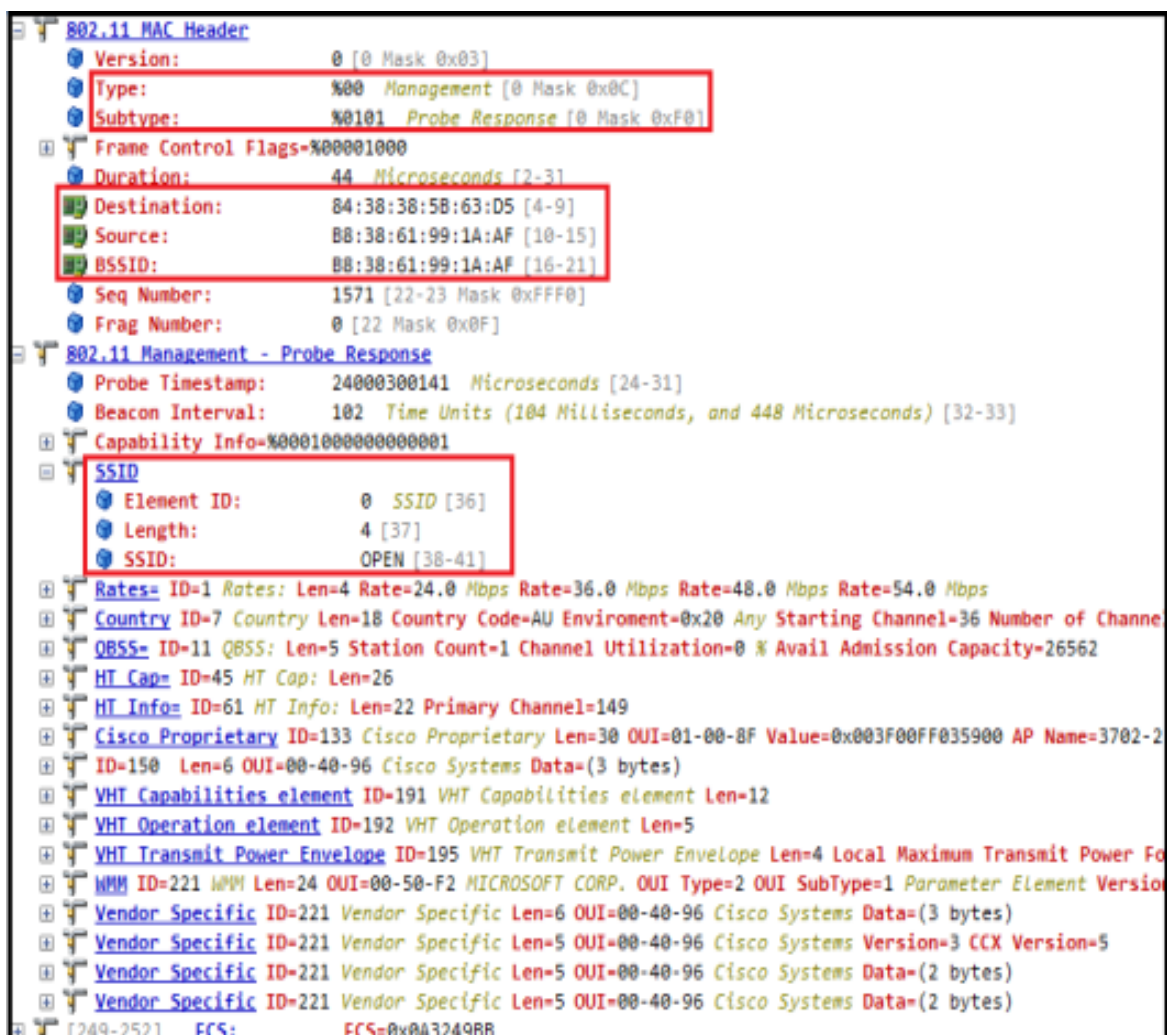 802.11 MAC Header
Version: 0 [0 Mask 0x03]
Type: %00 Management [0 Mask 0x0C]
Subtype: %0101 Probe Response [0 Mask 0xF0]
Frame Control Flags=%00001000
Duration: 44 Microseconds [2-3]
Destination: 84:38:38:5B:63:D5 [4-9]
Source: B8:38:61:99:1A:AF [10-15]
BSSID: B8:38:61:99:1A:AF [16-21]
Seq Number: 1571 [22-23 Mask 0xFFF0]
Frag Number: 0 [22 Mask 0x0F]
802.11 Management - Probe Response
Probe Timestamp: 24000300141 Microseconds [24-31]
Beacon Interval: 102 Time Units (104 Milliseconds, and 448 Microseconds) [32-33]
Capability Info=%0001000000000001
SSID
Element ID: 0 SSID [36]
Length: 4 [37]
SSID: OPEN [38-41]
Rates= ID=1 Rates: Len=4 Rate=24.0 Mbps Rate=36.0 Mbps Rate=48.0 Mbps Rate=54.0 Mbps
Country ID=7 Country Len=18 Country Code=AU Enviroment=0x20 Any Starting Channel=36 Number of Channe
QBSS= ID=11 QBSS: Len=5 Station Count=1 Channel Utilization=0 % Avail Admission Capacity=26562
HT Cap= ID=45 HT Cap: Len=26
HT Info= ID=61 HT Info: Len=22 Primary Channel=149
Cisco Proprietary ID=133 Cisco Proprietary Len=30 OUI=01-00-8F Value=0x003F00FF035900 AP Name=3702-2
ID=150 Len=6 OUI=00-40-96 Cisco Systems Data=(3 bytes)
VHT Capabilities element ID=191 VHT Capabilities element Len=12
VHT Operation element ID=192 VHT Operation element Len=5
VHT Transmit Power Envelope ID=195 VHT Transmit Power Envelope Len=4 Local Maximum Transmit Power Fo
WMM ID=221 WMM Len=24 OUI=00-50-F2 MICROSOFT CORP. OUI Type=2 OUI SubType=1 Parameter Element Version
Vendor Specific ID=221 Vendor Specific Len=6 OUI=00-40-96 Cisco Systems Data=(3 bytes)
Vendor Specific ID=221 Vendor Specific Len=5 OUI=00-40-96 Cisco Systems Version=3 CCX Version=5
Vendor Specific ID=221 Vendor Specific Len=5 OUI=00-40-96 Cisco Systems Data=(2 bytes)
Vendor Specific ID=221 Vendor Specific Len=5 OUI=00-40-96 Cisco Systems Data=(2 bytes)
[249-252] FCS: FCS=0x0A3249BB